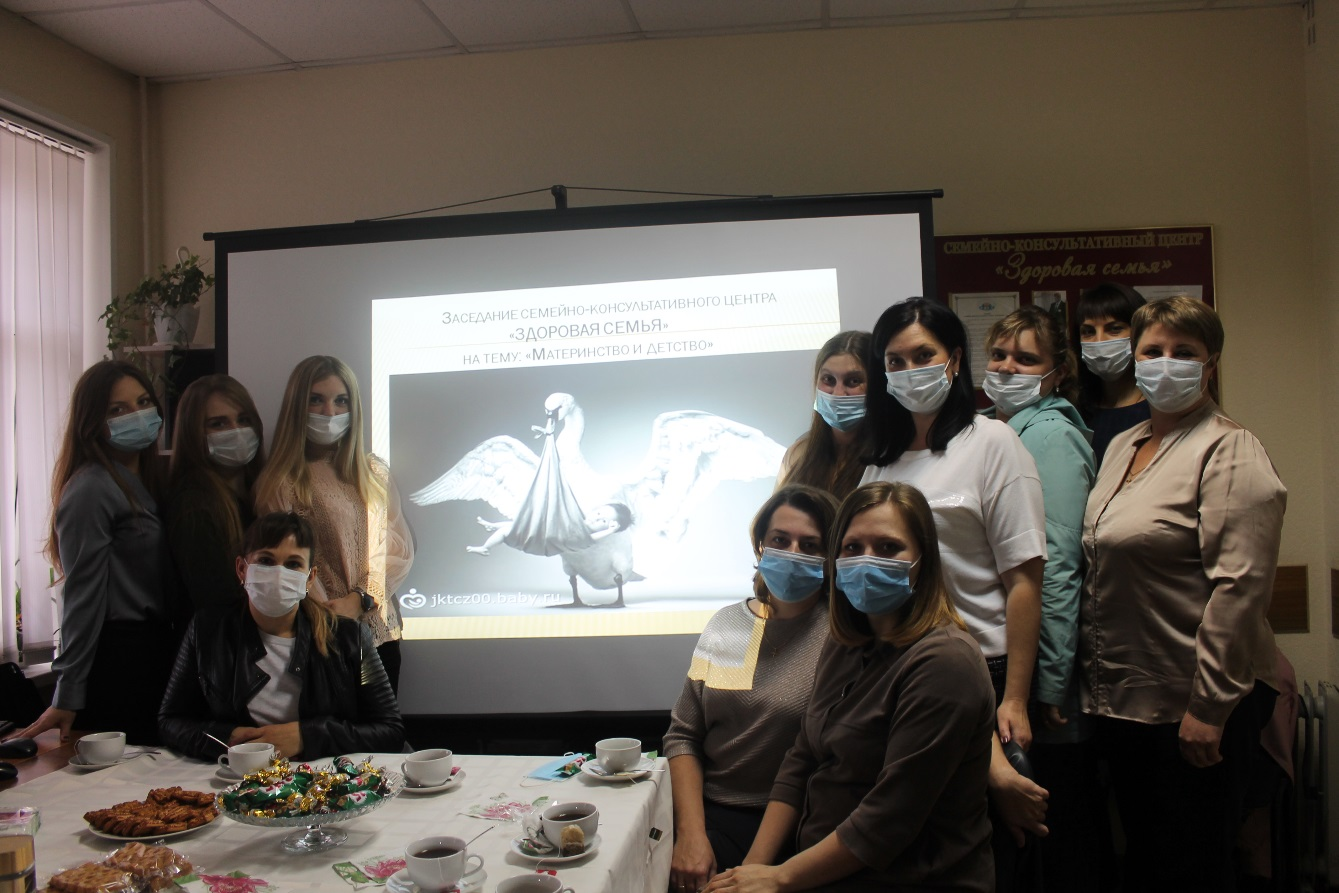 ЗАСЕДАНИЕ СЕМЕЙНО-КОНСУЛЬТАТИВНОГО ЦЕНТРА
«ЗДОРОВАЯ СЕМЬЯ»
НА ТЕМУ: «МАТЕРИНСТВО И ДЕТСТВО»
jktcz00.baby.ru
СЕМЕЙНО-КОНСУЛЬТАТИВНЫЙ ЦЕНТР
«Здоровая семья»